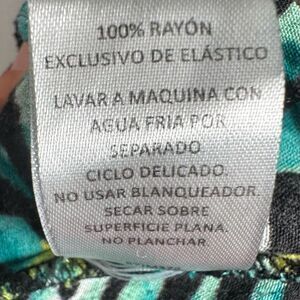 100% RAYÓN
EXCLUSIVO DE ELÁSTICO
LAVAR A MAQUINA CON
AGUA FRIA POR
SEPARADO
CICLO DELICADO.
NO USAR BLANQUEADOR.
SECAR SOBRE
SUPERFICIE PLANA.
NO PLANCHAR.